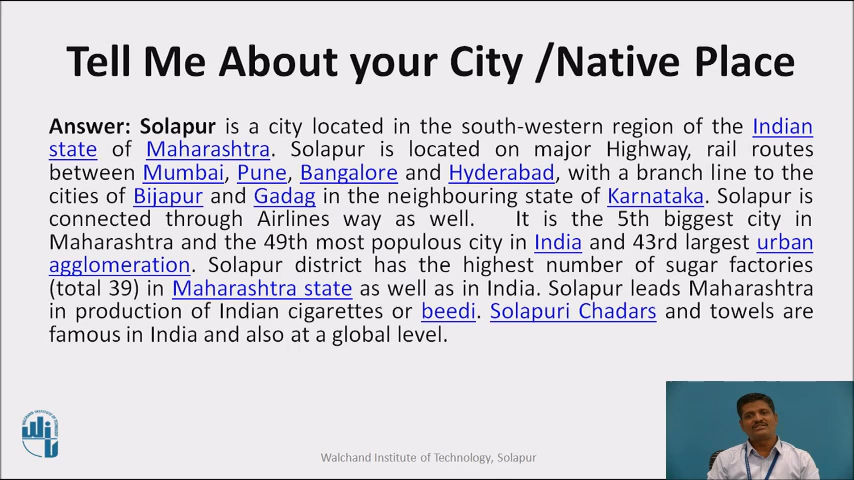 Tell Me About your City /Native Place
Answer: Solapur is a city located in the south-western region of the Indian
state of Maharashtra. Solapur is located on major Highway, rail routes
between Mumbai, Pune, Bangalore and Hyderabad, with a branch line to the
cities of Bijapur and Gadag in the neighbouring state of Karnataka. Solapur is
connected through Airlines way as well. It is the 5th biggest city in
Maharashtra and the 49th most populous city in India and 43rd largest urban
agglomeration. Solapur district has the highest number of sugar factories
(total 39) in Maharashtra state as well as in India. Solapur leads Maharashtra
in production of Indian cigarettes or beedi. Solapuri Chadars and towels are
famous in India and also at a global level.
Walchand Institute of Technology, Solapur